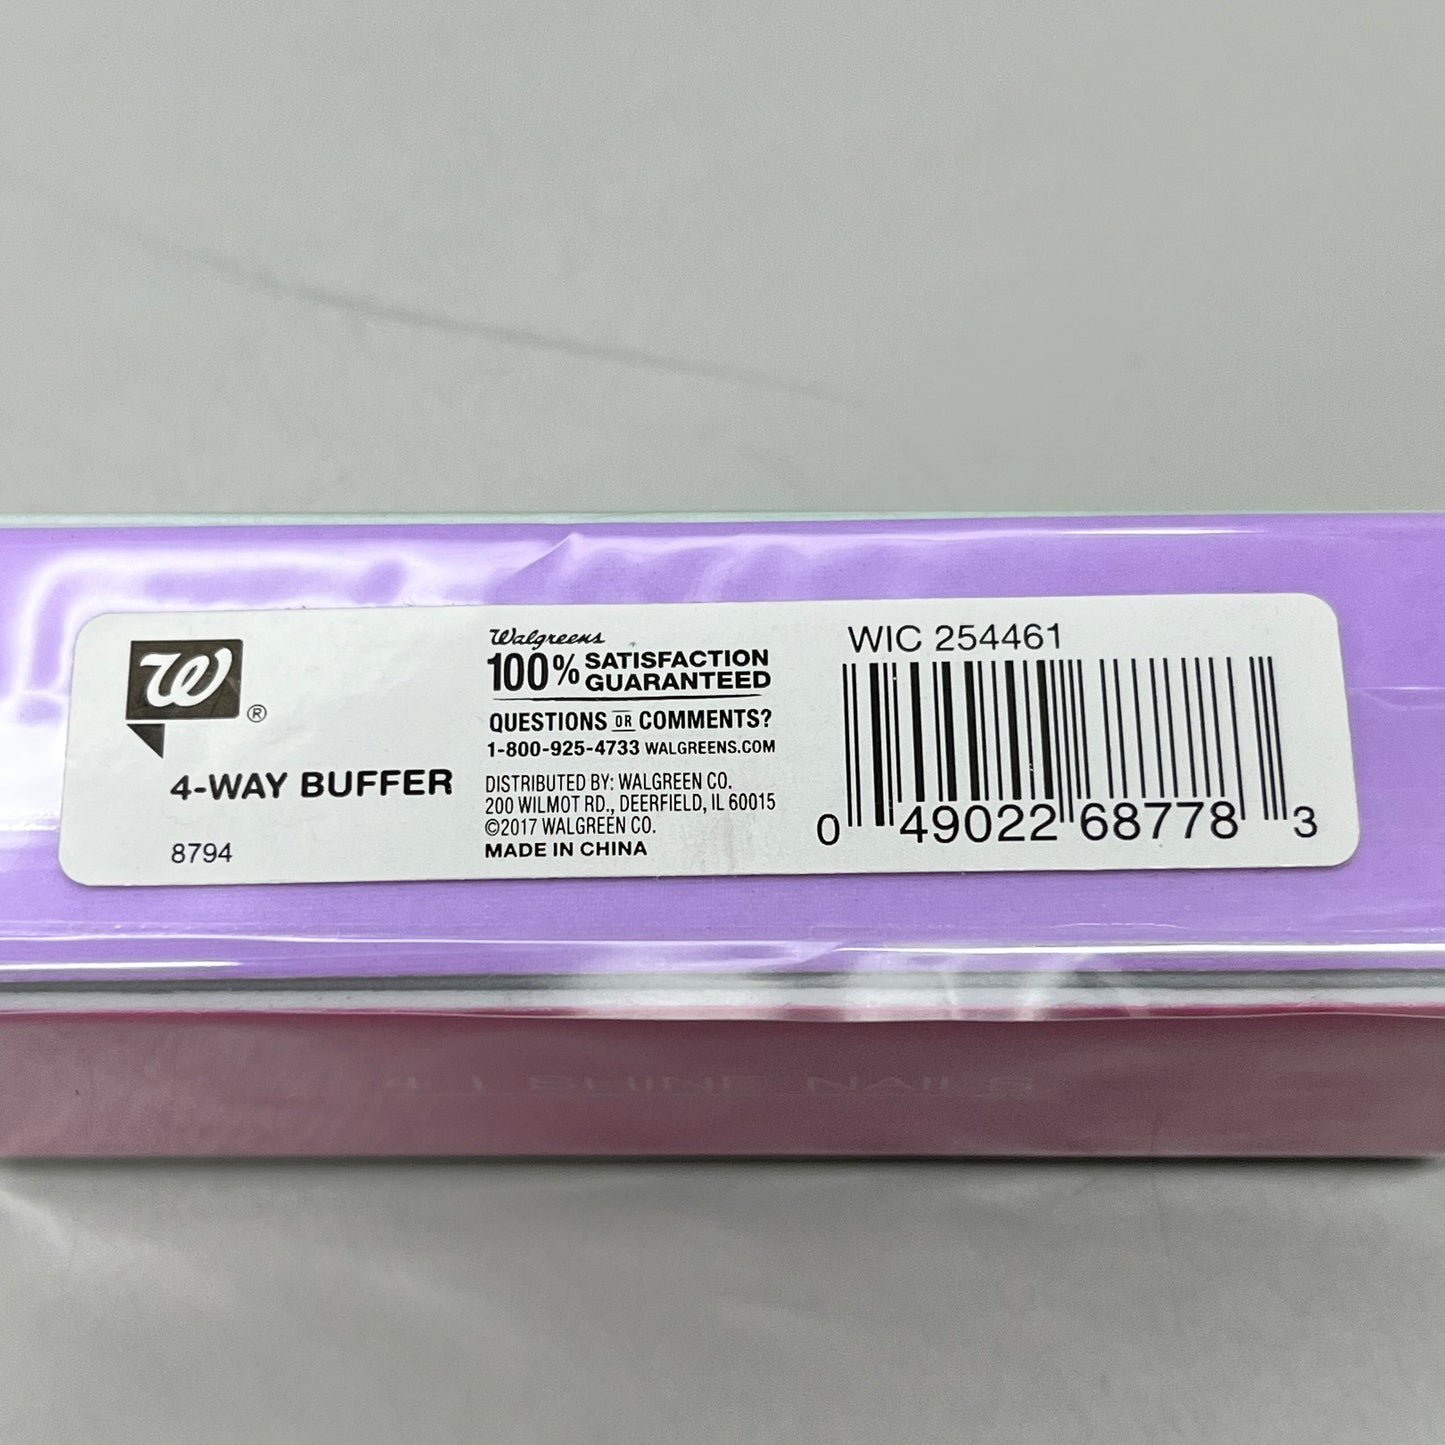 W®
4-WAY BUFFER
8794
Walgreens
100% SATISFACTION
GUARANTEED
QUESTIONS OR COMMENTS?
1-800-925-4733 WALGREENS.COM
DISTRIBUTED BY: WALGREEN CO.
200 WILMOT RD., DEERFIELD, IL 60015
©2017 WALGREEN CO.
MADE IN CHINA
WIC 254461
0 49022 68778 3
SHINE NAILS